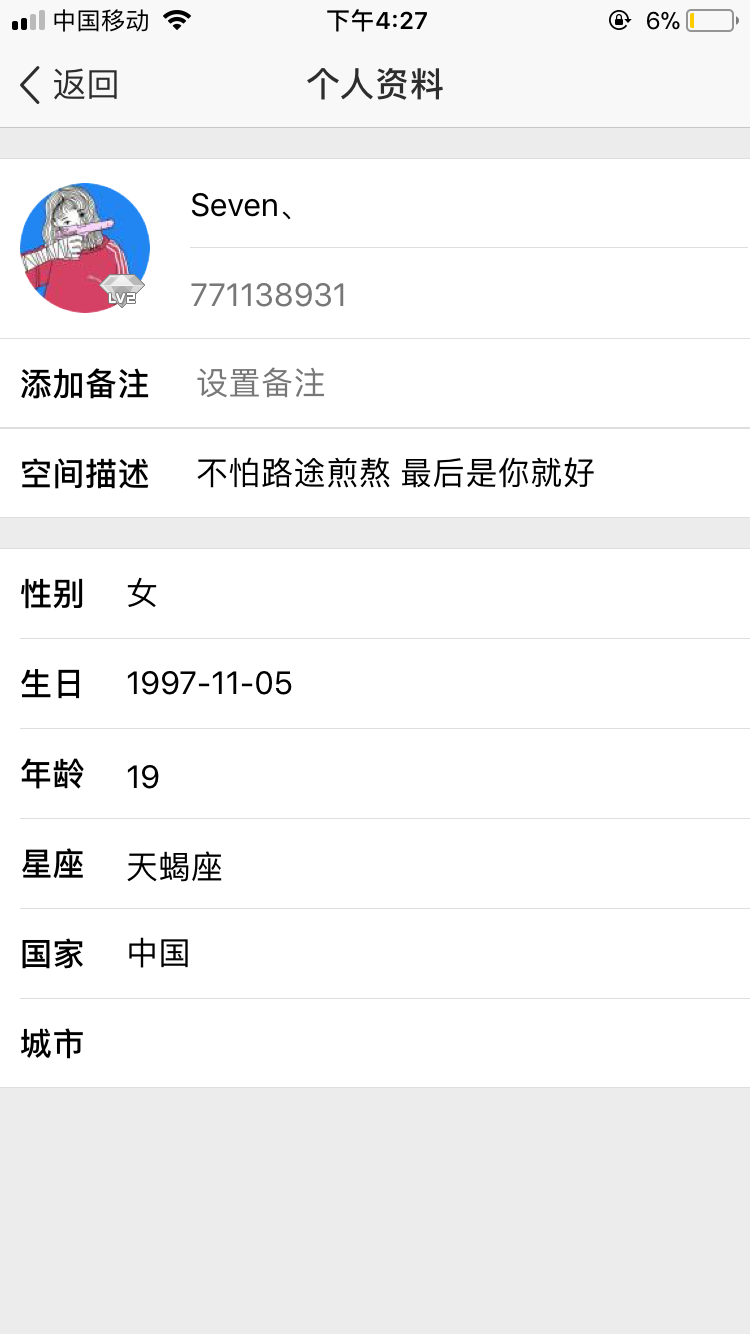 中国移动 下午4:27 6%
返回 个人资料
Seven、
LV2
771138931
添加备注 设置备注
空间描述 不怕路途煎熬 最后是你就好
性别 女
生日 1997-11-05
年龄 19
星座 天蝎座
国家 中国
城市